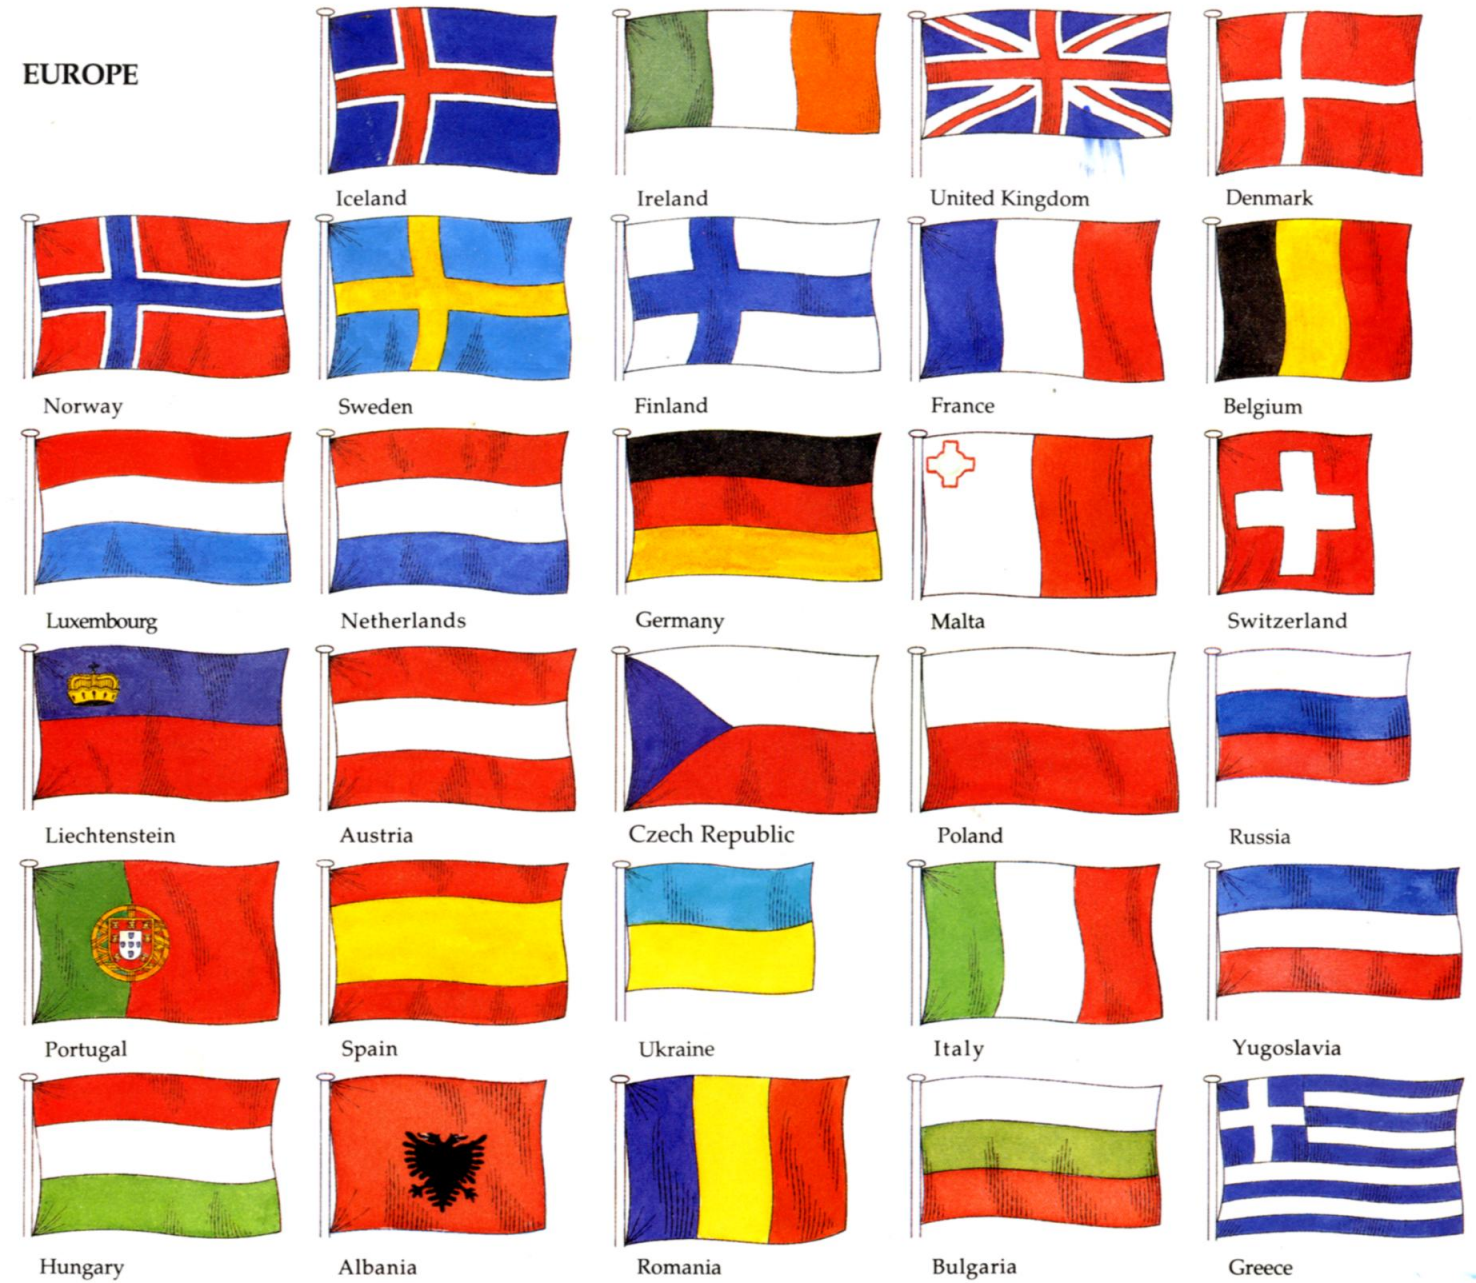 EUROPE
Iceland
Ireland
United Kingdom
Denmark
Norway
Sweden
Finland
France
Belgium
Luxembourg
Netherlands
Germany
Malta
Switzerland
Liechtenstein
Austria
Czech Republic
Poland
Russia
Portugal
Spain
Ukraine
Italy
Yugoslavia
Hungary
Albania
Romania
Bulgaria
Greece